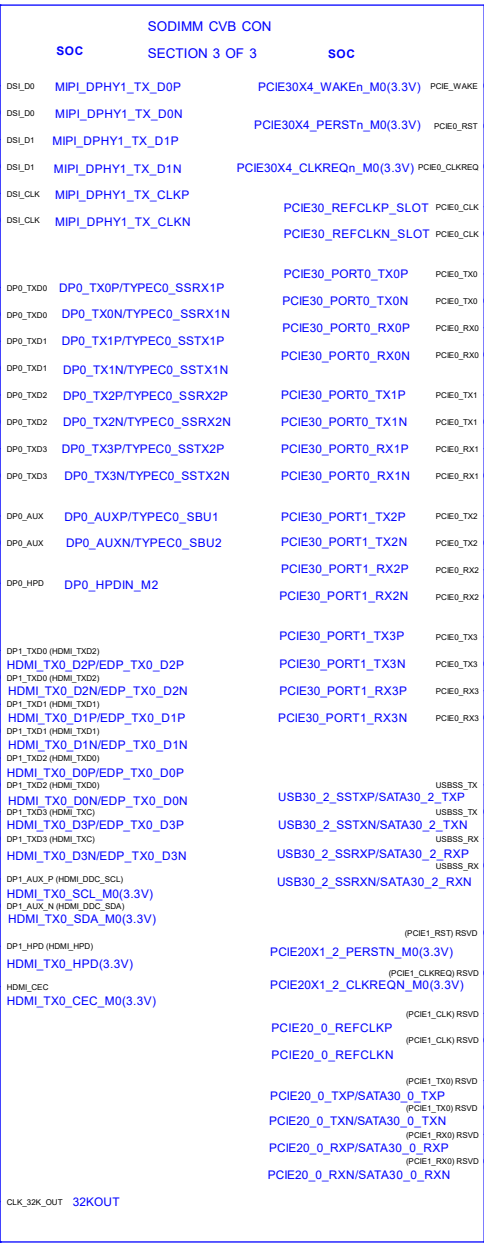 SODIMM CVB CON
SOC SECTION 3 OF 3 SOC
DSI_D0 MIPI_DPHY1_TX_D0P
DSI_D0 MIPI_DPHY1_TX_D0N
DSI_D1 MIPI_DPHY1_TX_D1P
DSI_D1 MIPI_DPHY1_TX_D1N
DSI_CLK MIPI_DPHY1_TX_CLKP
DSI_CLK MIPI_DPHY1_TX_CLKN
DP0_TXD0 DP0_TX0P/TYPEC0_SSRX1P
DP0_TXD0 DP0_TX0N/TYPEC0_SSRX1N
DP0_TXD1 DP0_TX1P/TYPEC0_SSTX1P
DP0_TXD1 DP0_TX1N/TYPEC0_SSTX1N
DP0_TXD2 DP0_TX2P/TYPEC0_SSRX2P
DP0_TXD2 DP0_TX2N/TYPEC0_SSRX2N
DP0_TXD3 DP0_TX3P/TYPEC0_SSTX2P
DP0_TXD3 DP0_TX3N/TYPEC0_SSTX2N
DP0_AUX DP0_AUXP/TYPEC0_SBU1
DP0_AUX DP0_AUXN/TYPEC0_SBU2
DP0_HPD DP0_HPDIN_M2
DP1_TXD0 (HDMI_TXD2)
HDMI_TX0_D2P/EDP_TX0_D2P
DP1_TXD0 (HDMI_TXD2)
HDMI_TX0_D2N/EDP_TX0_D2N
DP1_TXD1 (HDMI_TXD1)
HDMI_TX0_D1P/EDP_TX0_D1P
DP1_TXD1 (HDMI_TXD1)
HDMI_TX0_D1N/EDP_TX0_D1N
DP1_TXD2 (HDMI_TXD0)
HDMI_TX0_D0P/EDP_TX0_D0P
DP1_TXD2 (HDMI_TXD0)
HDMI_TX0_D0N/EDP_TX0_D0N
DP1_TXD3 (HDMI_TXC)
HDMI_TX0_D3P/EDP_TX0_D3P
DP1_TXD3 (HDMI_TXC)
HDMI_TX0_D3N/EDP_TX0_D3N
DP1_AUX_P (HDMI_DDC_SCL)
HDMI_TX0_SCL_M0(3.3V)
DP1_AUX_N (HDMI_DDC_SDA)
HDMI_TX0_SDA_M0(3.3V)
DP1_HPD (HDMI_HPD)
HDMI_TX0_HPD(3.3V)
HDMI_CEC
HDMI_TX0_CEC_M0(3.3V)
CLK_32K_OUT 32KOUT
PCIE30X4_WAKEn_M0(3.3V) PCIE_WAKE
PCIE30X4_PERSTn_M0(3.3V) PCIE0_RST
PCIE30X4_CLKREQn_M0(3.3V) PCIE0_CLKREQ
PCIE30_REFCLKP_SLOT PCIE0_CLK
PCIE30_REFCLKN_SLOT PCIE0_CLK
PCIE30_PORT0_TX0P PCIE0_TX0
PCIE30_PORT0_TX0N PCIE0_TX0
PCIE30_PORT0_RX0P PCIE0_RX0
PCIE30_PORT0_RX0N PCIE0_RX0
PCIE30_PORT0_TX1P PCIE0_TX1
PCIE30_PORT0_TX1N PCIE0_TX1
PCIE30_PORT0_RX1P PCIE0_RX1
PCIE30_PORT0_RX1N PCIE0_RX1
PCIE30_PORT1_TX2P PCIE0_TX2
PCIE30_PORT1_TX2N PCIE0_TX2
PCIE30_PORT1_RX2P PCIE0_RX2
PCIE30_PORT1_RX2N PCIE0_RX2
PCIE30_PORT1_TX3P PCIE0_TX3
PCIE30_PORT1_TX3N PCIE0_TX3
PCIE30_PORT1_RX3P PCIE0_RX3
PCIE30_PORT1_RX3N PCIE0_RX3
USBSS_TX
USB30_2_SSTXP/SATA30_2_TXP
USBSS_TX
USB30_2_SSTXN/SATA30_2_TXN
USBSS_RX
USB30_2_SSRXP/SATA30_2_RXP
USBSS_RX
USB30_2_SSRXN/SATA30_2_RXN
(PCIE1_RST) RSVD
PCIE20X1_2_PERSTN_M0(3.3V)
(PCIE1_CLKREQ) RSVD
PCIE20X1_2_CLKREQN_M0(3.3V)
(PCIE1_CLK) RSVD
PCIE20_0_REFCLKP
(PCIE1_CLK) RSVD
PCIE20_0_REFCLKN
(PCIE1_TX0) RSVD
PCIE20_0_TXP/SATA30_0_TXP
(PCIE1_TX0) RSVD
PCIE20_0_TXN/SATA30_0_TXN
(PCIE1_RX0) RSVD
PCIE20_0_RXP/SATA30_0_RXP
(PCIE1_RX0) RSVD
PCIE20_0_RXN/SATA30_0_RXN